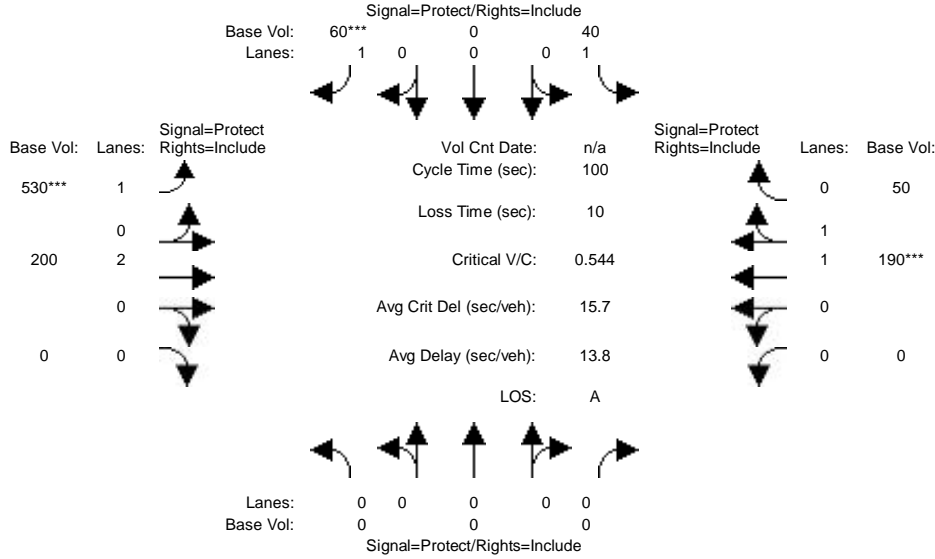 Signal=Protect/Rights=Include
Base Vol: 60*** 0 40
Lanes: 1 0 0 0 1
Signal=Protect
Base Vol: Lanes: Rights=Include
Vol Cnt Date: n/a
Signal=Protect
Rights=Include Lanes: Base Vol:
Cycle Time (sec): 100
530*** 1
0 50
Loss Time (sec): 10
0
1
200 2
Critical V/C: 0.544
1 190***
0
Avg Crit Del (sec/veh): 15.7
0
0 0
Avg Delay (sec/veh): 13.8
0 0
LOS: A
Lanes: 0 0 0 0 0
Base Vol: 0 0 0
Signal=Protect/Rights=Include